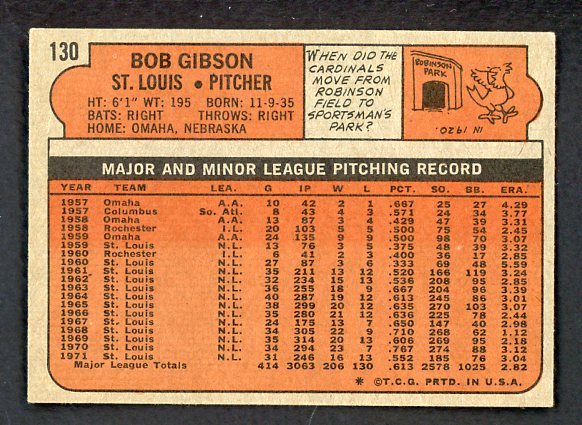 130
BOB GIBSON
ST. LOUIS • PITCHER
HT: 6'1" WT: 195 BORN: 11-9-35
BATS: RIGHT THROWS: RIGHT
HOME: OMAHA, NEBRASKA
WHEN DID THE
CARDINALS
MOVE FROM
ROBINSON
FIELD TO
SPORTSMAN'S
PARK?
ROBINSON
PARK
IN 1920.
MAJOR AND MINOR LEAGUE PITCHING RECORD
YEAR TEAM LEA. G IP W L PCT. SO. BB. ERA.
1957 Omaha A.A. 10 42 2 1 .667 25 27 4.29
1957 Columbus So. Atl. 8 43 4 3 .571 24 34 3.77
1958 Omaha A.A. 13 87 3 4 .429 47 39 3.31
1958 Rochester I.L. 20 103 5 5 .500 75 54 2.45
1959 Omaha A.A. 24 135 9 9 .500 98 70 3.07
1959 St. Louis N.L. 13 76 3 5 .375 48 39 3.32
1960 Rochester I.L. 6 41 2 3 .400 36 17 2.85
1960 St. Louis N.L. 27 87 3 6 .333 69 48 5.59
1961 St. Louis N.L. 35 211 13 12 .520 166 119 3.24
1962 St. Louis N.L. 32 234 15 13 .536 208 95 2.85
1963 St. Louis N.L. 36 255 18 9 .667 204 96 3.39
1964 St. Louis N.L. 40 287 19 12 .613 245 86 3.01
1965 St. Louis N.L. 38 299 20 12 .635 270 103 3.07
1966 St. Louis N.L. 35 280 21 12 .636 225 78 2.44
1967 St. Louis N.L. 24 175 13 7 .650 147 40 2.98
1968 St. Louis N.L. 34 305 22 9 .710 268 62 1.12
1969 St. Louis N.L. 35 314 20 13 .606 269 95 2.18
1970 St. Louis N.L. 34 294 23 7 .767 274 88 3.12
1971 St. Louis N.L. 31 246 16 13 .552 185 76 3.04
Major League Totals 414 3063 206 130 .613 2578 1025 2.82
* © T.C.G. PRTD. IN U.S.A.